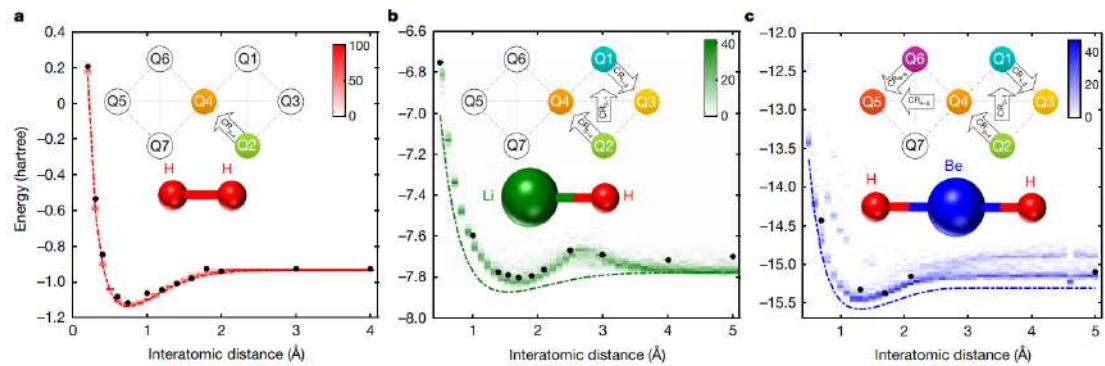 a
b
c
Energy (hartree)
0.4
0.2
0
−0.2
−0.4
−0.6
−0.8
−1.0
−1.2
0
1
2
3
4
Interatomic distance (Å)
100
50
0
Q6
Q1
Q5
Q4
Q3
Q7
Q2
H
H
−6.6
−6.8
−7.0
−7.2
−7.4
−7.6
−7.8
−8.0
1
2
3
4
5
Interatomic distance (Å)
40
20
0
Q6
Q1
Q5
Q4
Q3
Q7
Q2
Li
H
−12.0
−12.5
−13.0
−13.5
−14.0
−14.5
−15.0
−15.5
1
2
3
4
5
Interatomic distance (Å)
40
20
0
Q6
Q1
Q5
Q4
Q3
Q7
Q2
H
Be
H